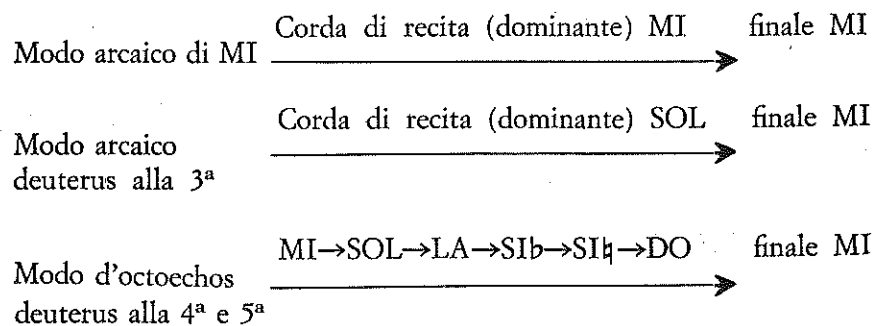 Corda di recita (dominante) MI finale MI
Modo arcaico di MI
Corda di recita (dominante) SOL finale MI
Modo arcaico
deuterus alla 3ª
MI→SOL→LA→SIb→SI♮→DO finale MI
Modo d'octoechos
deuterus alla 4ª e 5ª